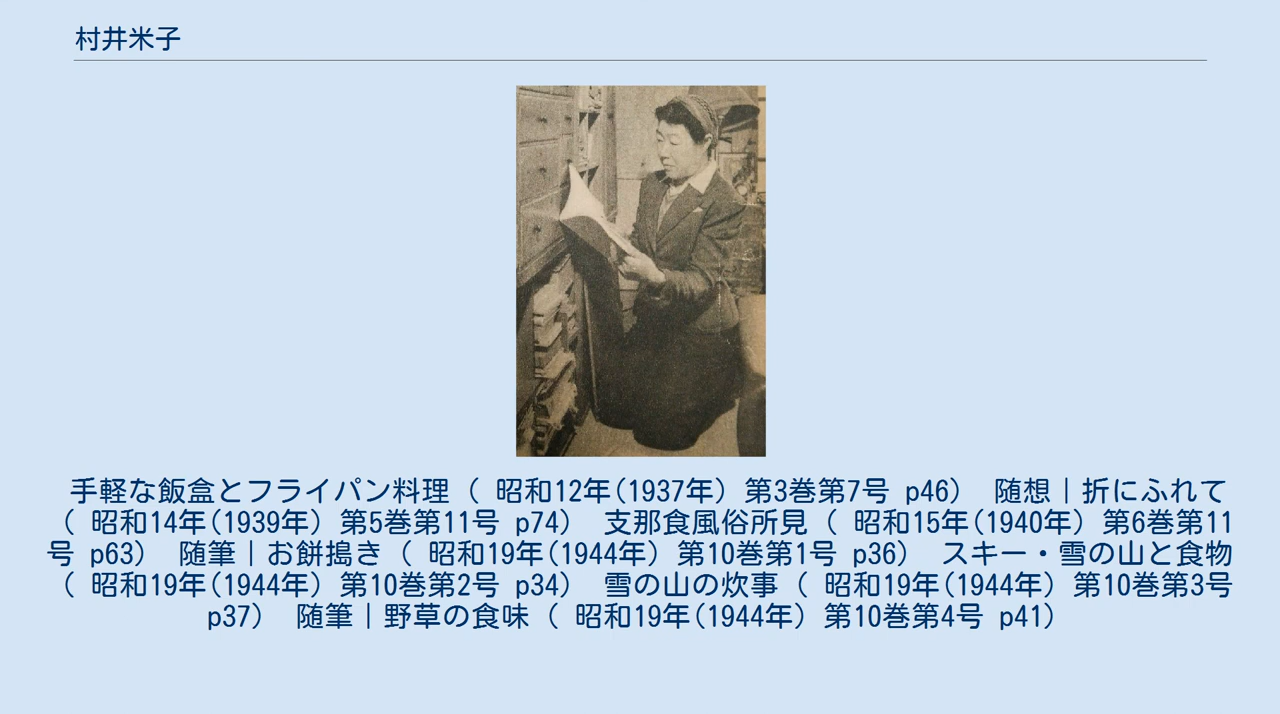 村井米子
手軽な飯盒とフライパン料理（ 昭和12年(1937年) 第3巻第7号 p46） 随想｜折にふれて
（ 昭和14年(1939年) 第5巻第11号 p74） 支那食風俗所見（ 昭和15年(1940年) 第6巻第11
号 p63） 随筆｜お餅搗き（ 昭和19年(1944年) 第10巻第1号 p36） スキー・雪の山と食物
（ 昭和19年(1944年) 第10巻第2号 p34） 雪の山の炊事（ 昭和19年(1944年) 第10巻第3号
p37） 随筆｜野草の食味（ 昭和19年(1944年) 第10巻第4号 p41）